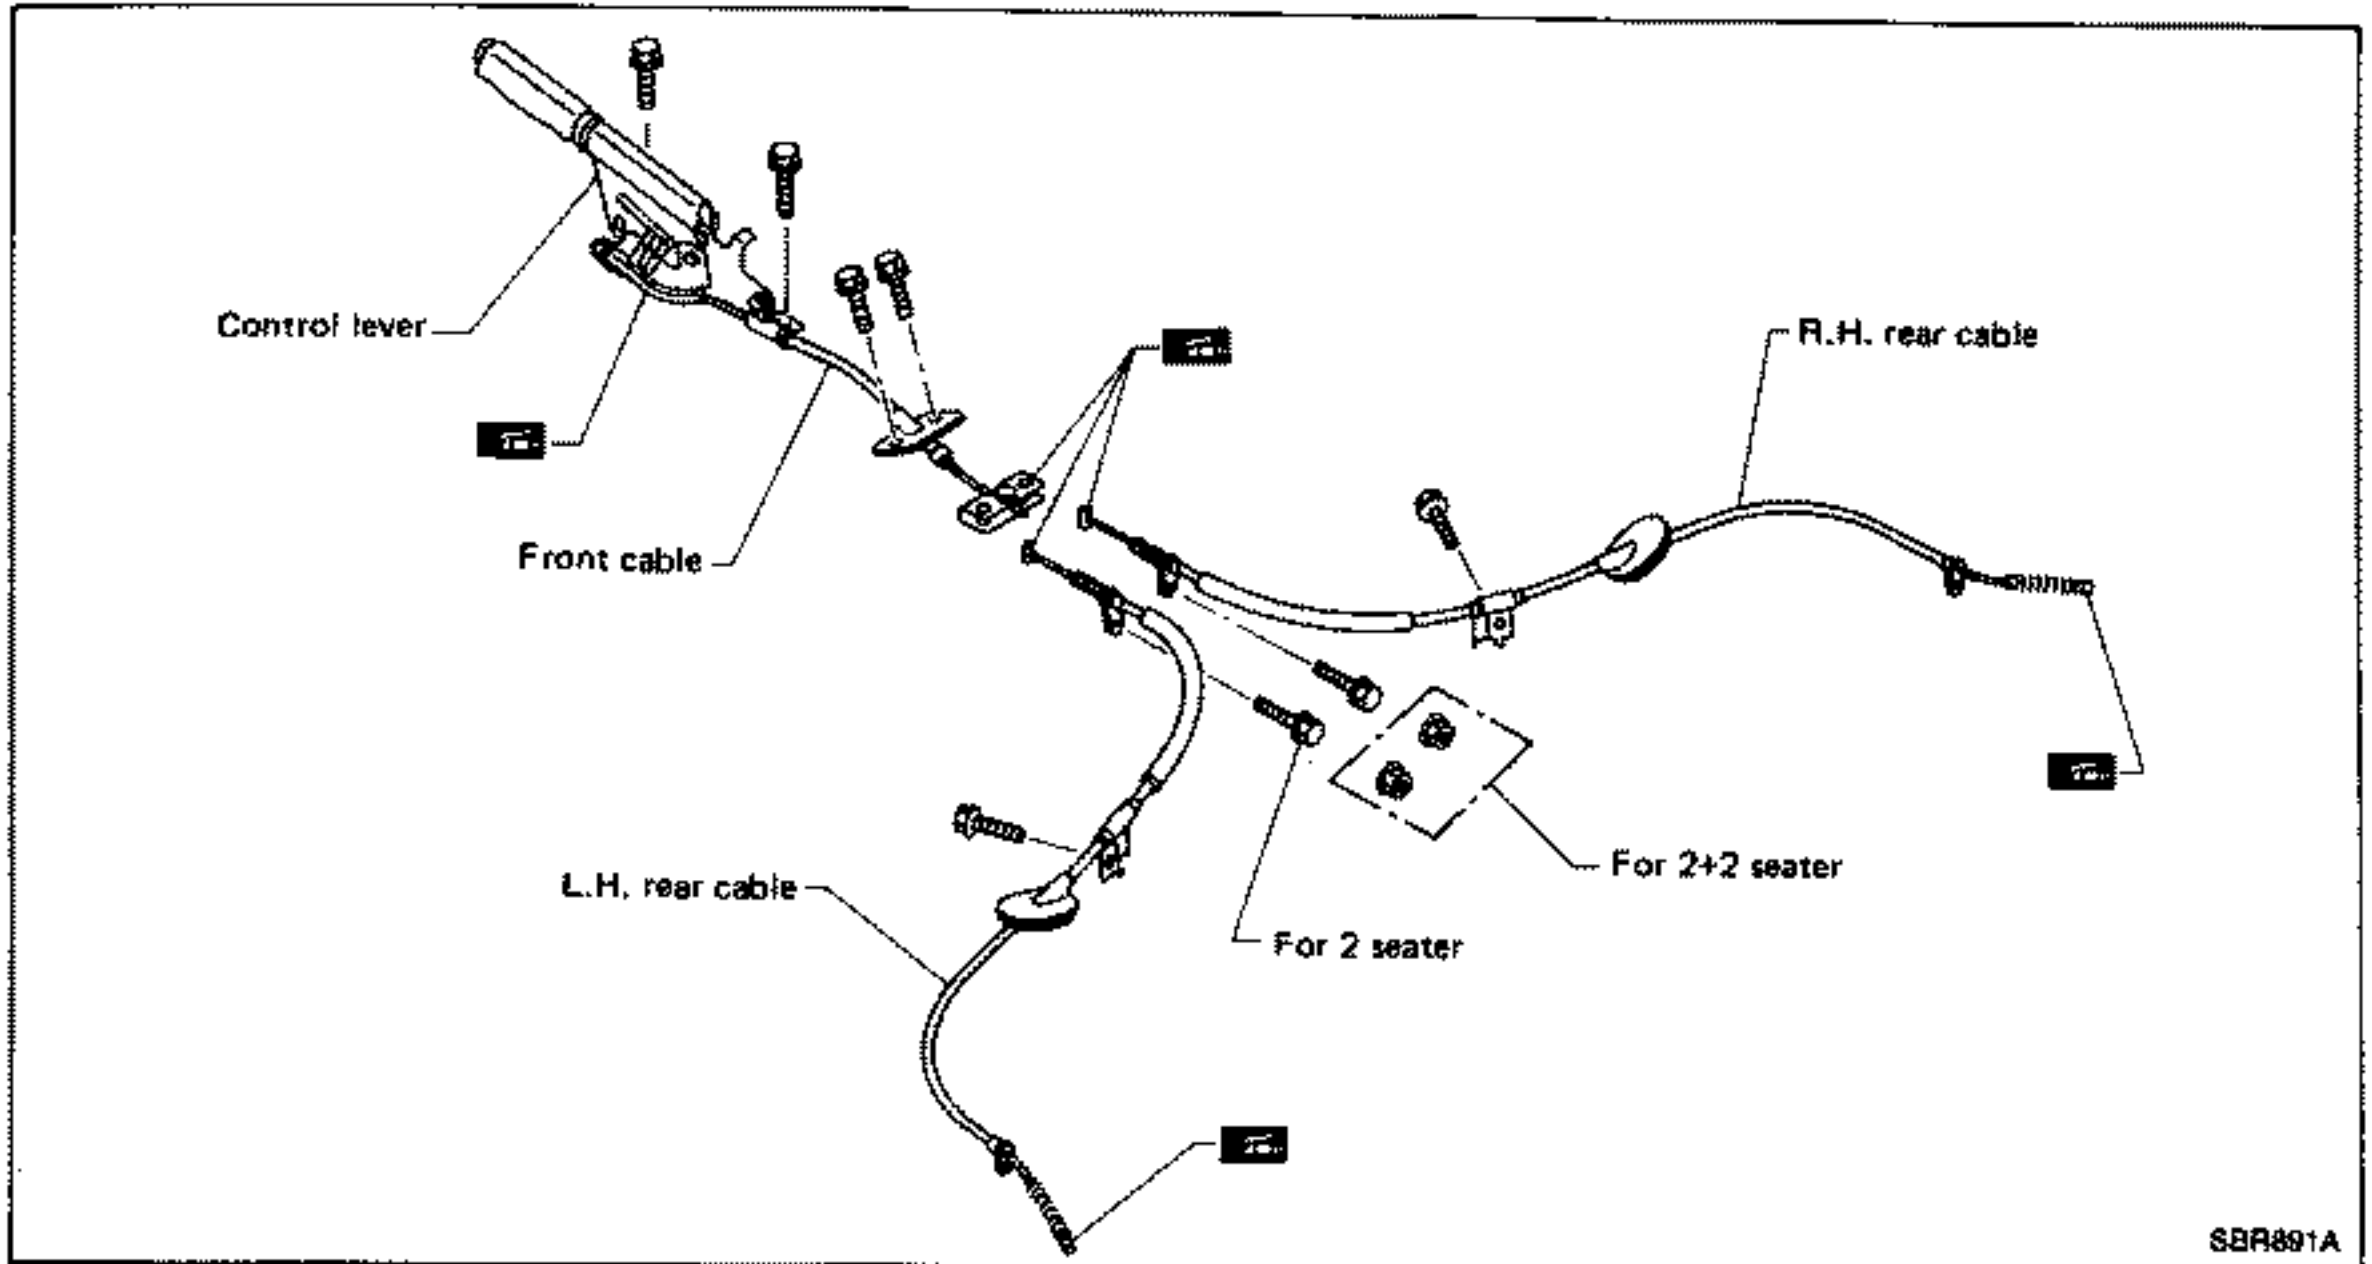 Control lever
R.H. rear cable
Front cable
For 2+2 seater
L.H. rear cable
For 2 seater
SBR891A